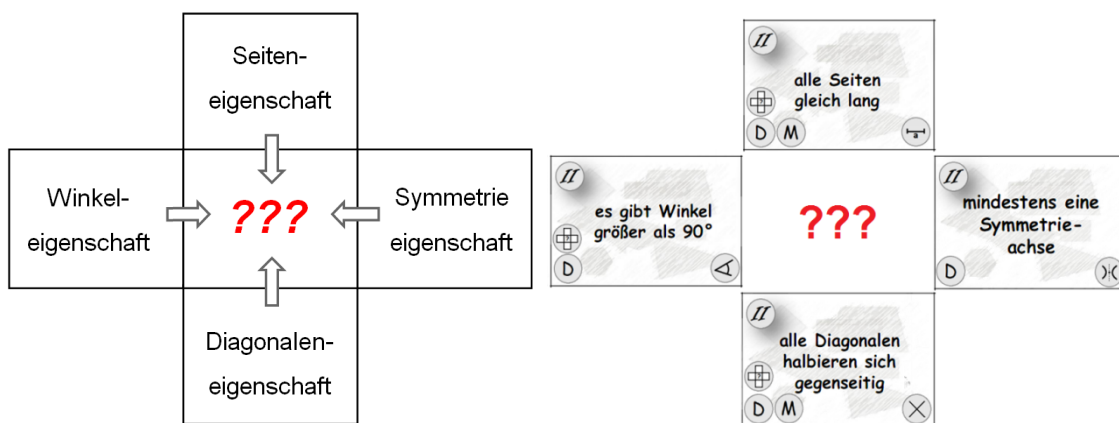 Seiten-
eigenschaft
Winkel-
eigenschaft
???
Symmetrie
eigenschaft
Diagonalen-
eigenschaft
II
alle Seiten
gleich lang
D M
a
II
es gibt Winkel
größer als 90°
D
???
II
mindestens eine
Symmetrie-
achse
D
II
alle Diagonalen
halbieren sich
gegenseitig
D M